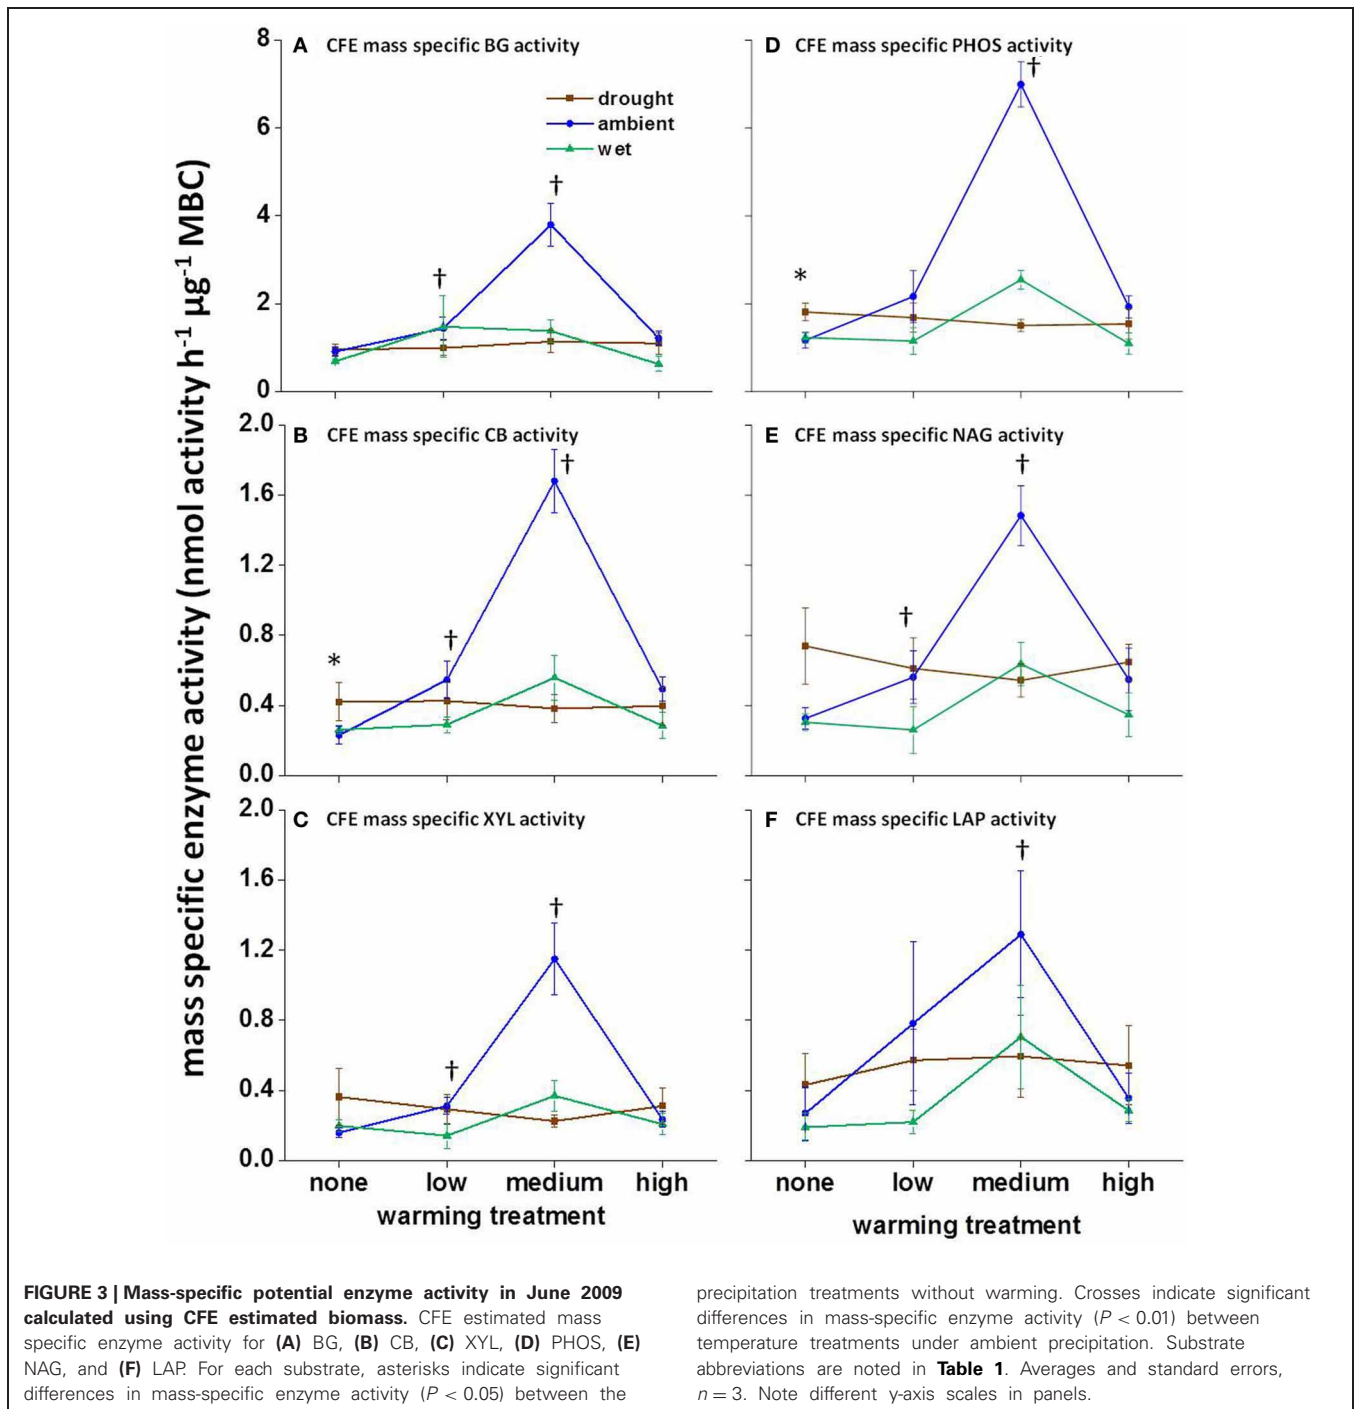 mass specific enzyme activity (nmol activity h-1 µg-1 MBC)
A CFE mass specific BG activity
8
6
4
2
0
drought
ambient
wet
†
†
D CFE mass specific PHOS activity
*
†
B CFE mass specific CB activity
2.0
1.6
1.2
0.8
0.4
0.0
*
†
†
E CFE mass specific NAG activity
†
†
C CFE mass specific XYL activity
2.0
1.6
1.2
0.8
0.4
0.0
†
†
none low medium high
warming treatment
F CFE mass specific LAP activity
†
none low medium high
warming treatment
FIGURE 3 | Mass-specific potential enzyme activity in June 2009
calculated using CFE estimated biomass. CFE estimated mass
specific enzyme activity for (A) BG, (B) CB, (C) XYL, (D) PHOS, (E)
NAG, and (F) LAP. For each substrate, asterisks indicate significant
differences in mass-specific enzyme activity (P < 0.05) between the
precipitation treatments without warming. Crosses indicate significant
differences in mass-specific enzyme activity (P < 0.01) between
temperature treatments under ambient precipitation. Substrate
abbreviations are noted in Table 1. Averages and standard errors,
n = 3. Note different y-axis scales in panels.